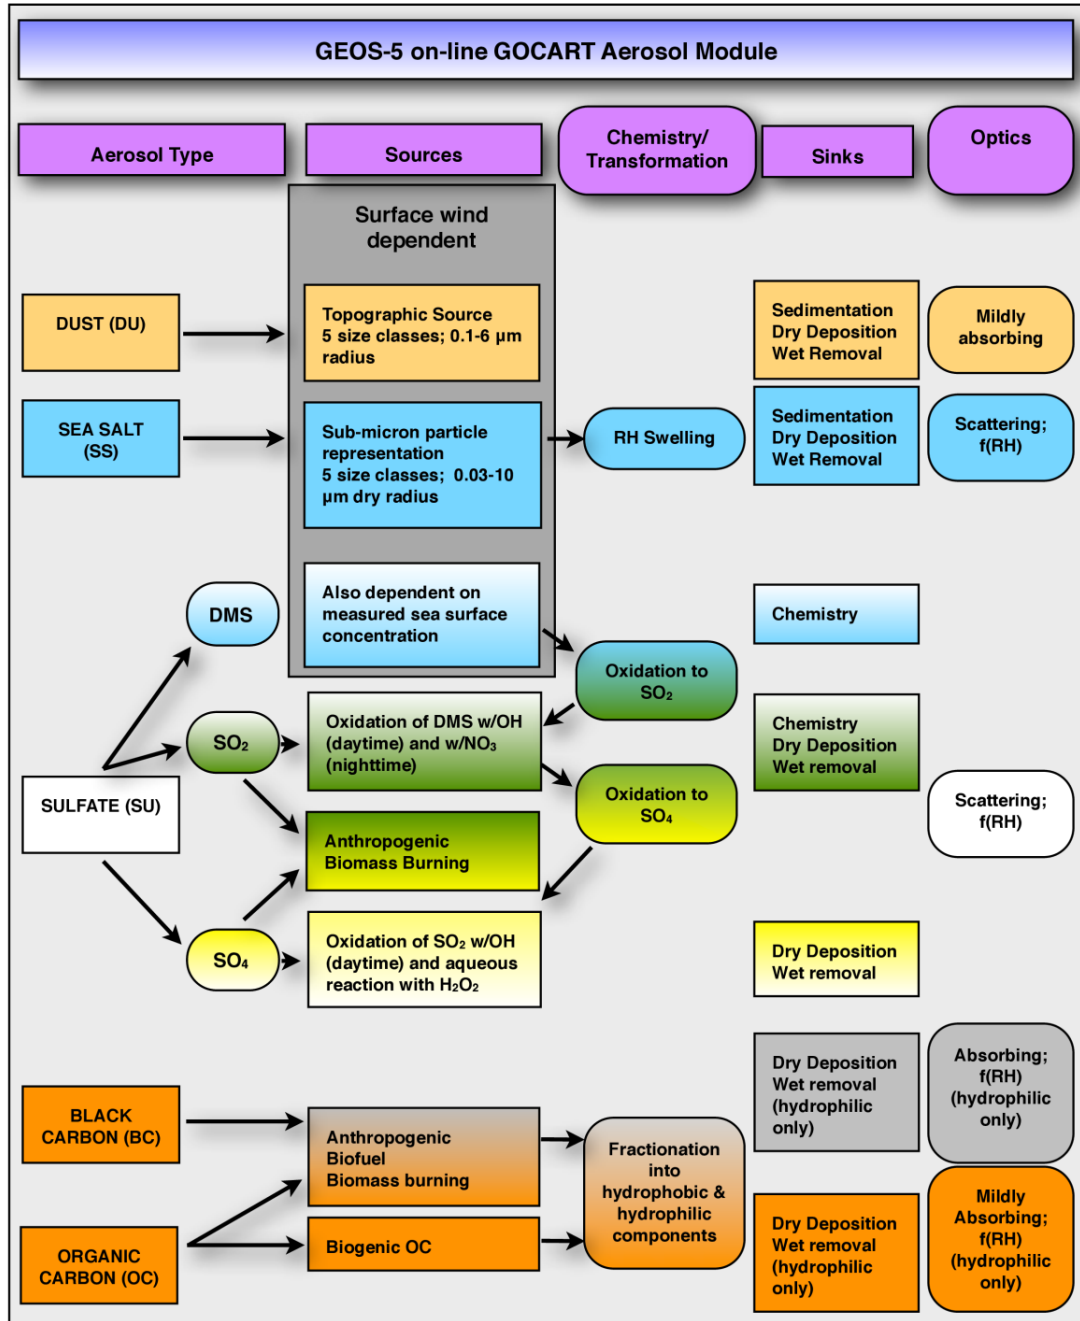 GEOS-5 on-line GOCART Aerosol Module
Aerosol Type
Sources
Chemistry/
Transformation
Sinks
Optics
Surface wind
dependent
DUST (DU)
Topographic Source
5 size classes; 0.1-6 µm
radius
Sedimentation
Dry Deposition
Wet Removal
Mildly
absorbing
SEA SALT
(SS)
Sub-micron particle
representation
5 size classes;  0.03-10
µm dry radius
RH Swelling
Sedimentation
Dry Deposition
Wet Removal
Scattering;
f(RH)
DMS
Also dependent on
measured sea surface
concentration
Chemistry
Oxidation to
SO₂
SO₂
Oxidation of DMS w/OH
(daytime) and w/NO₃
(nighttime)
Chemistry
Dry Deposition
Wet removal
SULFATE (SU)
Oxidation to
SO₄
Scattering;
f(RH)
Anthropogenic
Biomass Burning
SO₄
Oxidation of SO₂ w/OH
(daytime) and aqueous
reaction with H₂O₂
Dry Deposition
Wet removal
BLACK
CARBON (BC)
Anthropogenic
Biofuel
Biomass burning
Fractionation
into
hydrophobic &
hydrophilic
components
Dry Deposition
Wet removal
(hydrophilic
only)
Absorbing;
f(RH)
(hydrophilic
only)
ORGANIC
CARBON (OC)
Biogenic OC
Dry Deposition
Wet removal
(hydrophilic
only)
Mildly
Absorbing;
f(RH)
(hydrophilic
only)